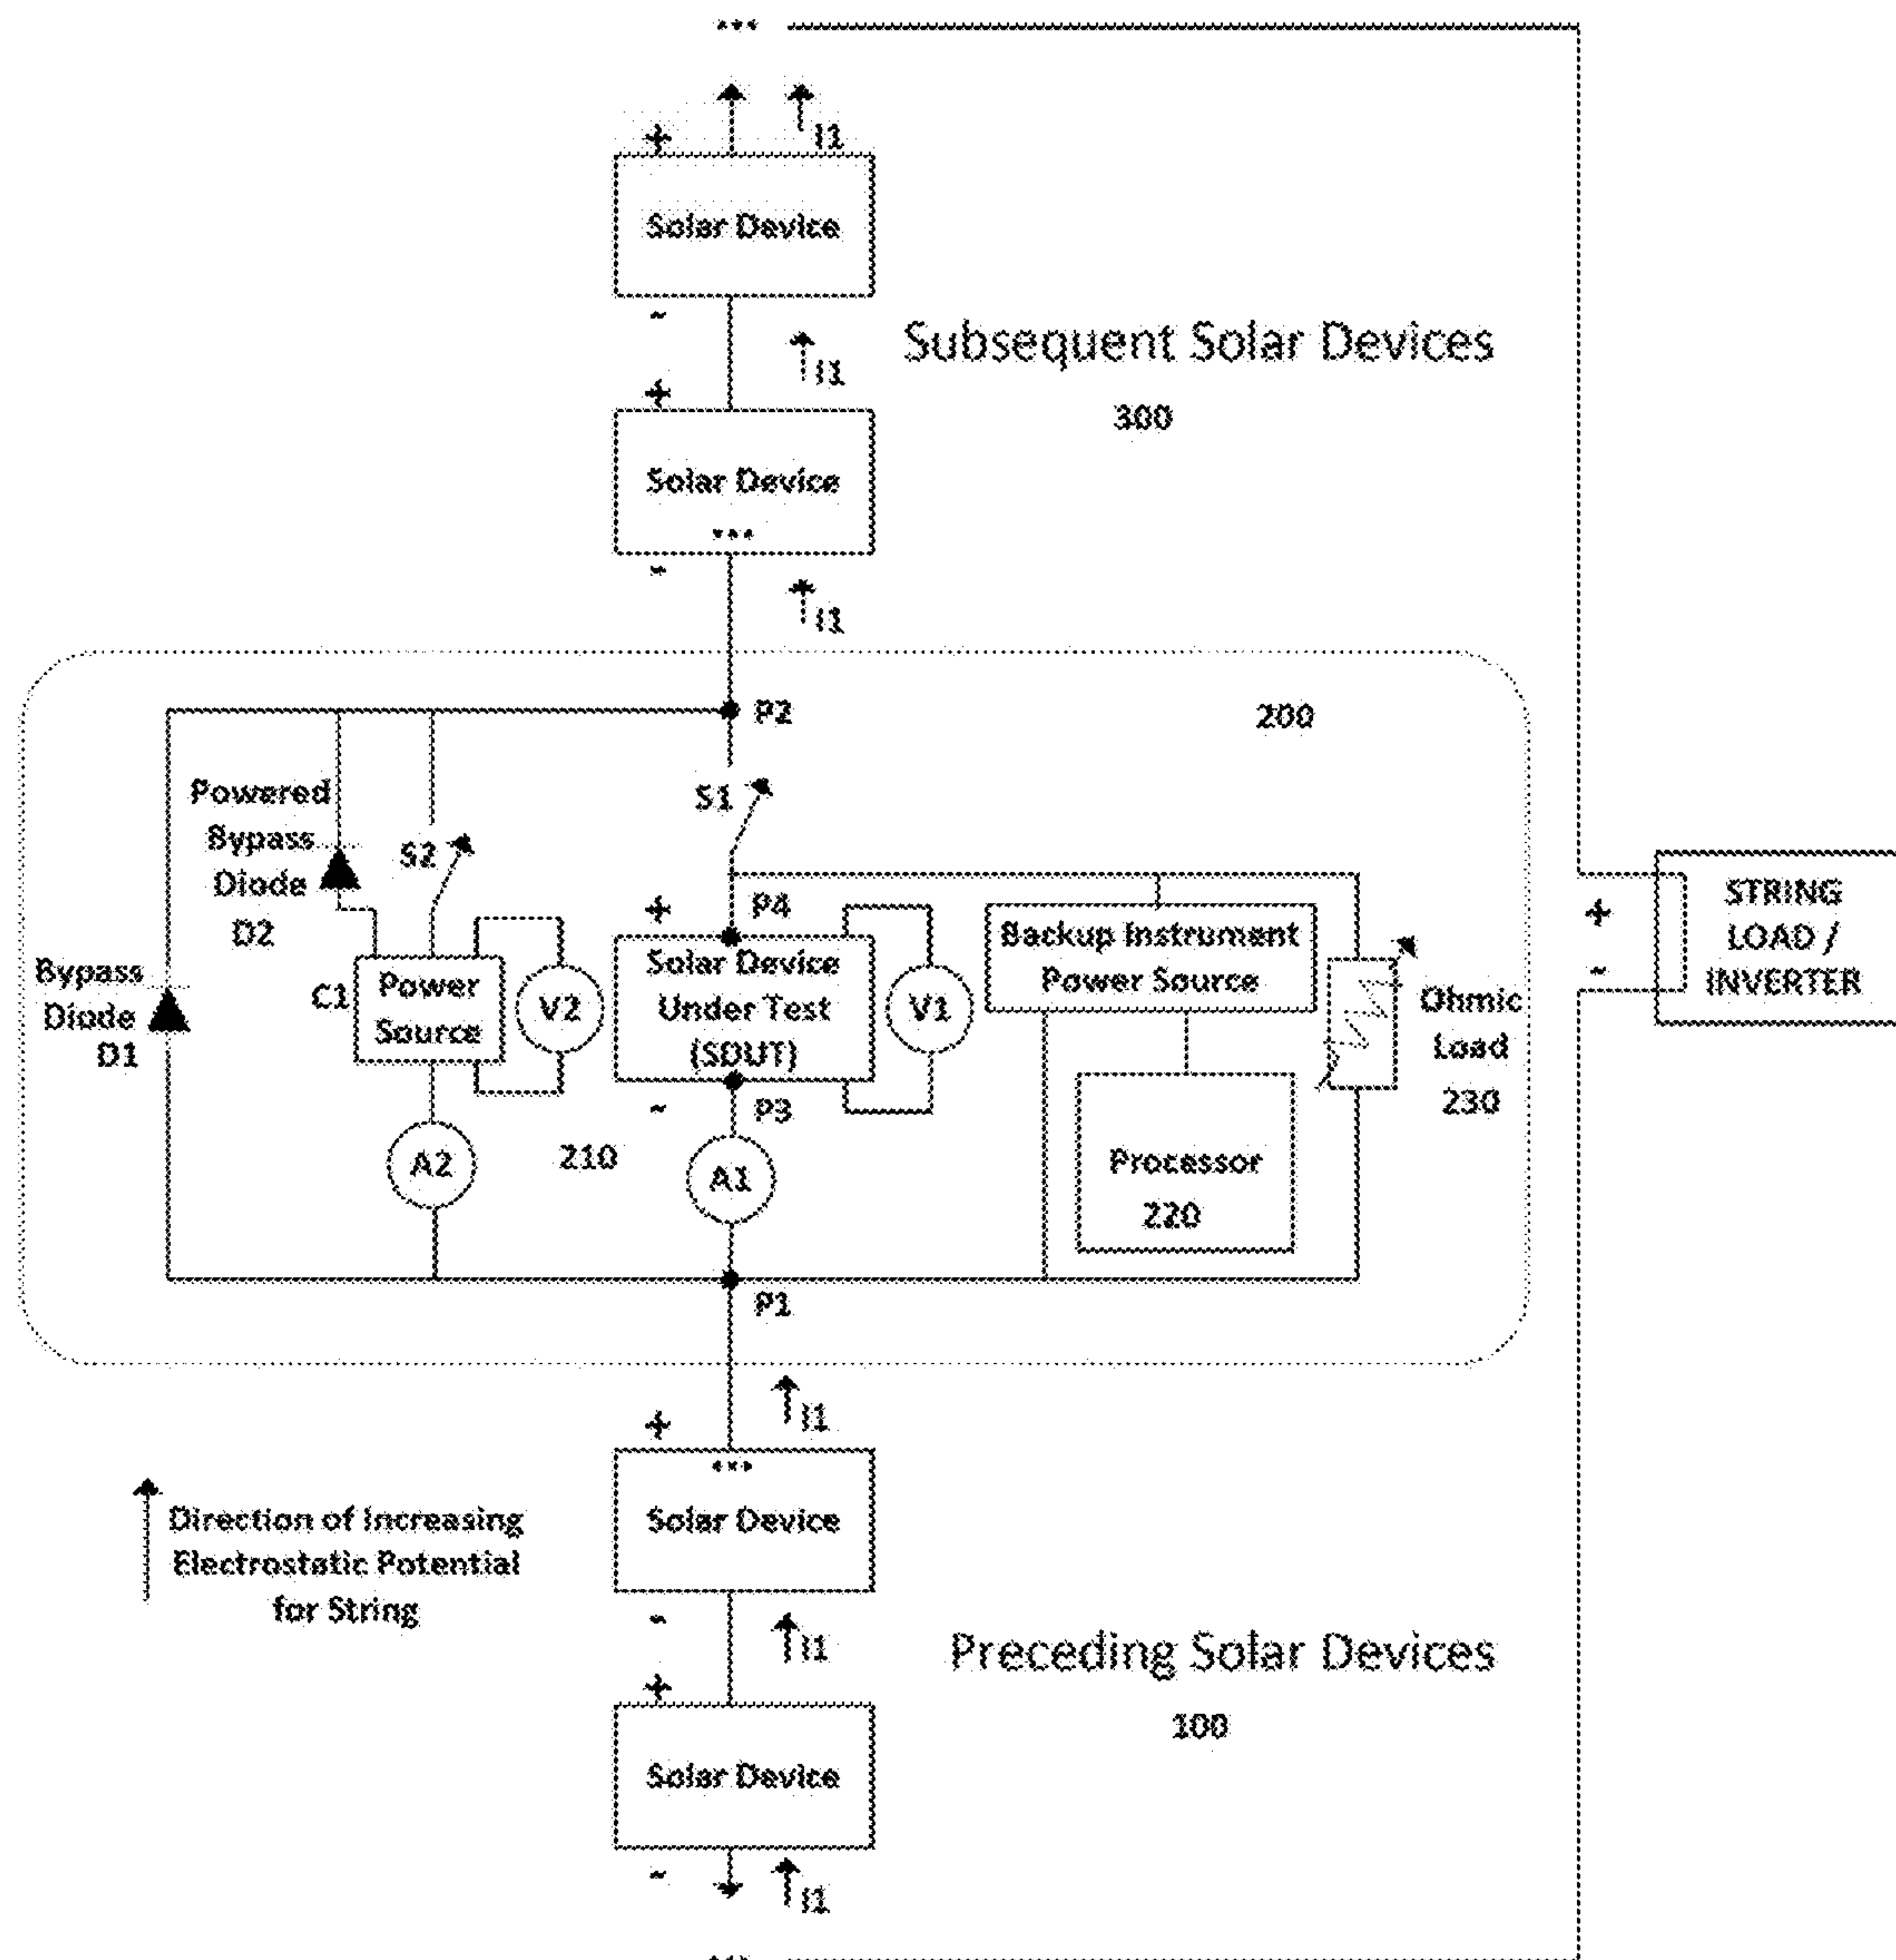 ...
I1
+
Solar Device
-
I1
Subsequent Solar Devices
300
+
Solar Device
...
-
I1
P2
200
Powered
Bypass
Diode
D2
S2
S1
P4
+
Bypass
Diode
D1
C1
Power
Source
V2
Solar Device
Under Test
(SDUT)
V1
Backup Instrument
Power Source
Ohmic
Load
230
+
-
STRING
LOAD /
INVERTER
-
P3
A2
210
A1
Processor
220
P1
I1
+
...
Solar Device
-
I1
Direction of Increasing
Electrostatic Potential
for String
Preceding Solar Devices
100
+
Solar Device
-
I1
...